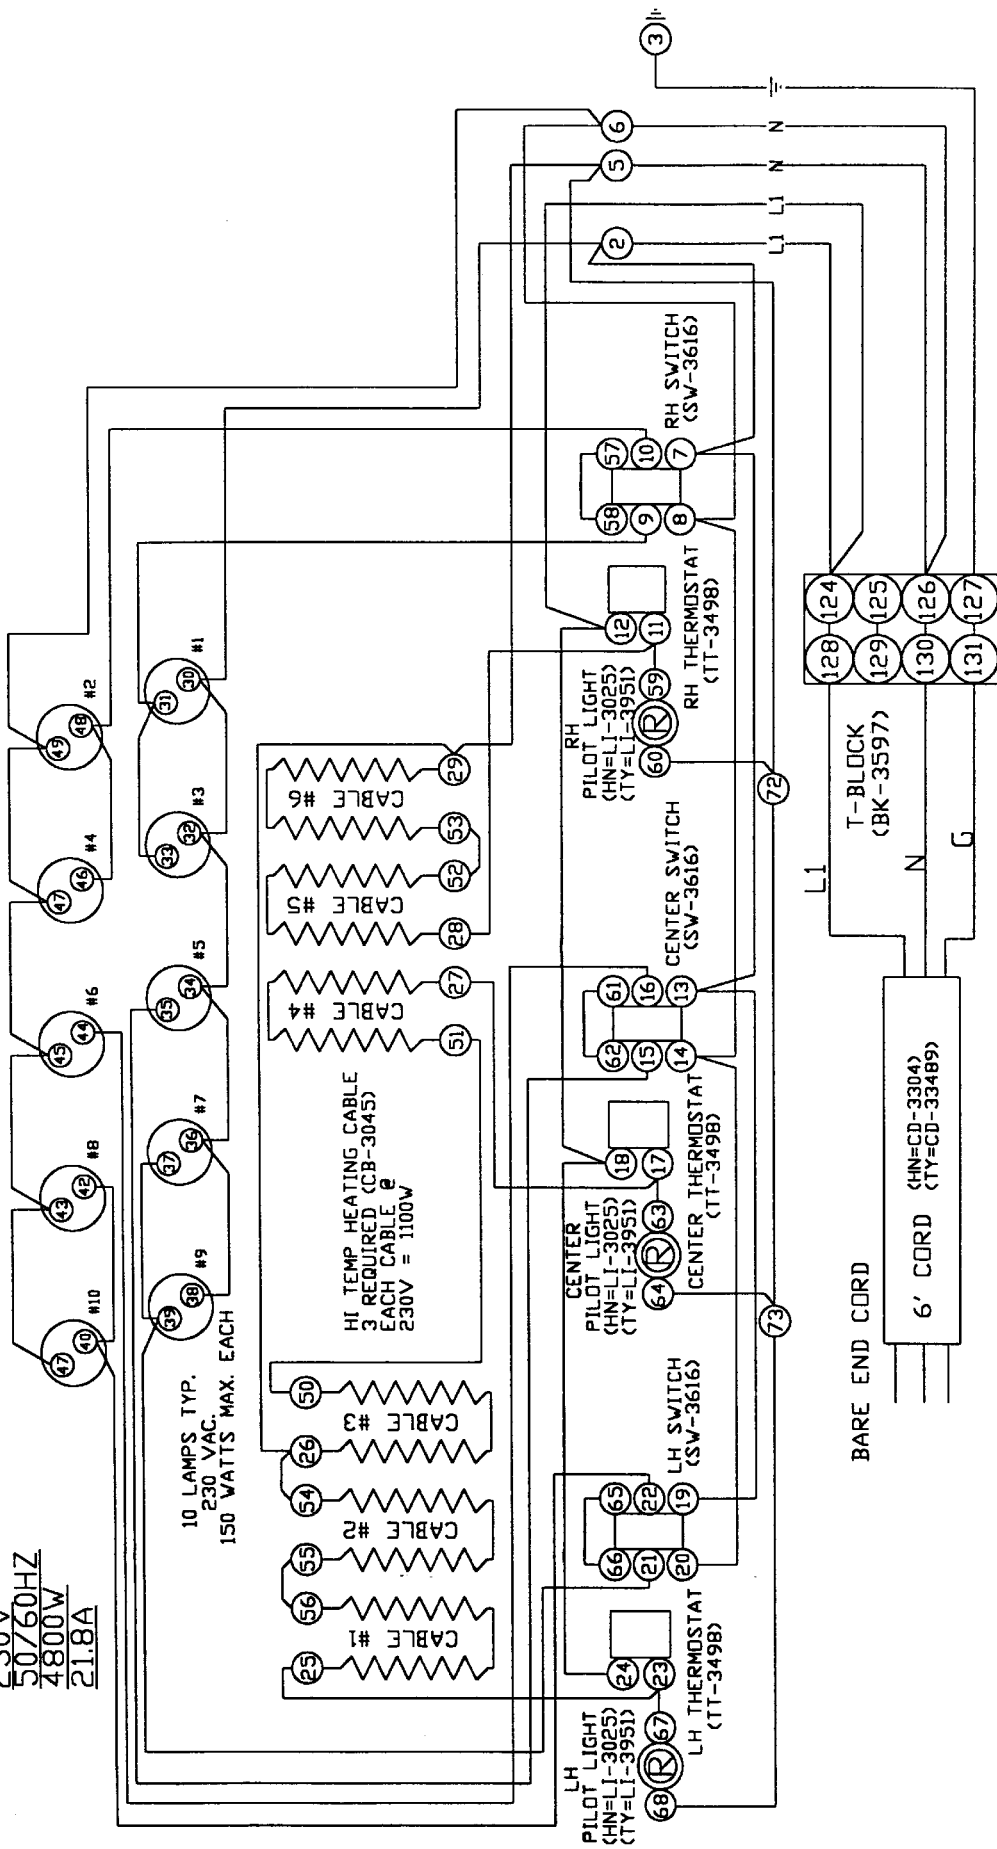 230V
50/60HZ
4800W
21.8A
#10
#8
#6
#4
#2
47 40
43 42
45 44
47 46
49 48
10 LAMPS TYP.
230 VAC.
150 WATTS MAX. EACH
#9
#7
#5
#3
#1
39 38
37 36
35 34
33 32
31 30
25 56 55 54 26 50
CABLE #1
CABLE #2
CABLE #3
HI TEMP HEATING CABLE
3 REQUIRED (CB-3045)
EACH CABLE @
230V = 1100W
CABLE #4
CABLE #5
CABLE #6
51 27 28 52 53 29
LH
PILOT LIGHT
(HN=LI-3025)
(TY=LI-3951)
68 R 67
24
23
LH THERMOSTAT
(TT-3498)
66 65
21 22
20 19
LH SWITCH
(SW-3616)
CENTER
PILOT LIGHT
(HN=LI-3025)
(TY=LI-3951)
64 R 63
18
17
CENTER THERMOSTAT
(TT-3498)
62 61
15 16
14 13
CENTER SWITCH
(SW-3616)
RH
PILOT LIGHT
(HN=LI-3025)
(TY=LI-3951)
60 R 59
12
11
RH THERMOSTAT
(TT-3498)
58 57
9 10
8 7
RH SWITCH
(SW-3616)
2 5 6 3
73 72
L1 L1 N N
BARE END CORD
6' CORD
(HN=CD-3304)
(TY=CD-33489)
L1
N
G
T-BLOCK
(BK-3597)
128 124
129 125
130 126
131 127